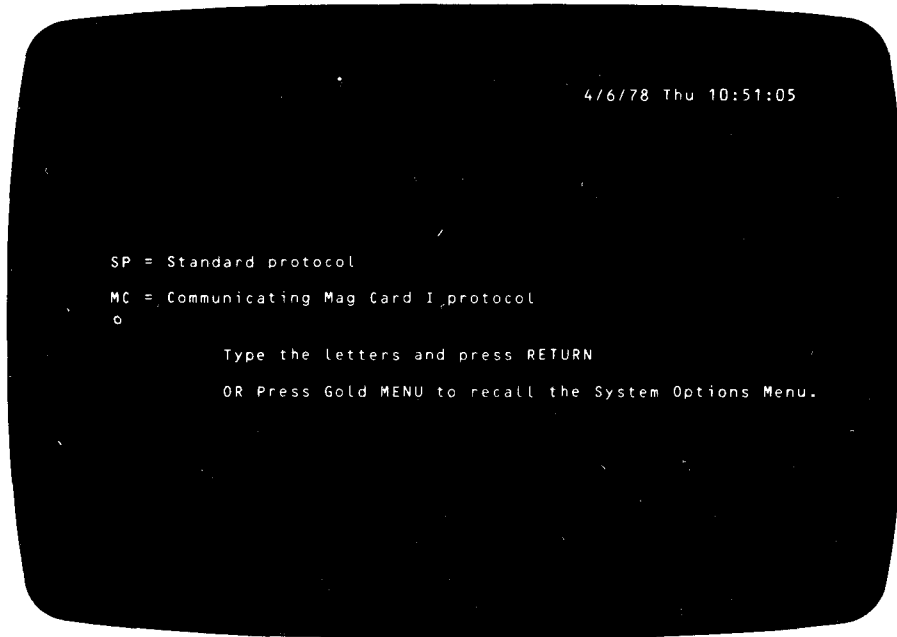 4/6/78 Thu 10:51:05
SP = Standard protocol
MC = Communicating Mag Card I protocol
Type the letters and press RETURN
OR Press Gold MENU to recall the System Options Menu.